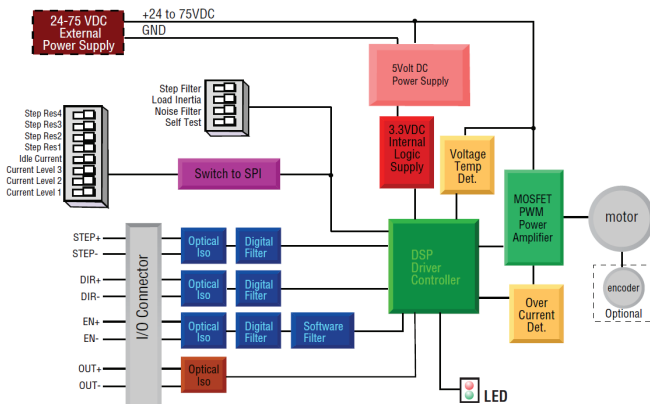 24-75 VDC
External
Power Supply
+24 to 75VDC
GND
5Volt DC
Power Supply
Step Filter
Load Inertia
Noise Filter
Self Test
Step Res4
Step Res3
Step Res2
Step Res1
Idle Current
Current Level 3
Current Level 2
Current Level 1
Switch to SPI
3.3VDC
Internal
Logic
Supply
Voltage
Temp
Det.
MOSFET
PWM
Power
Amplifier
motor
encoder
Optional
I/O Connector
STEP+
STEP-
Optical
Iso
Digital
Filter
DSP
Driver
Controller
DIR+
DIR-
Optical
Iso
Digital
Filter
Over
Current
Det.
EN+
EN-
Optical
Iso
Digital
Filter
Software
Filter
OUT+
OUT-
Optical
Iso
LED